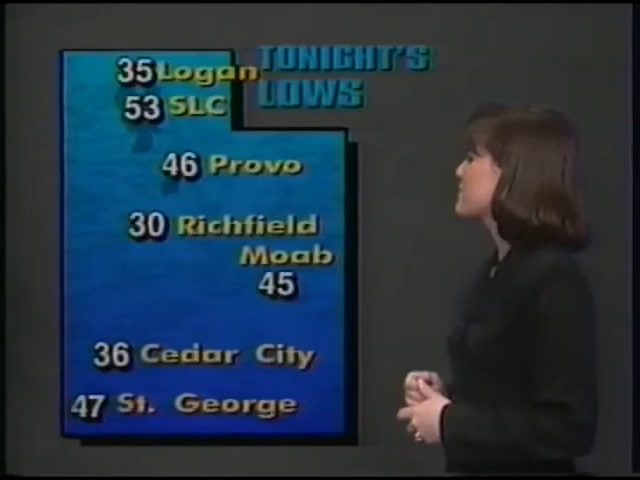 TONIGHT'S
LOWS
35 Logan
53 SLC
46 Provo
30 Richfield
Moab
45
36 Cedar City
47 St. George